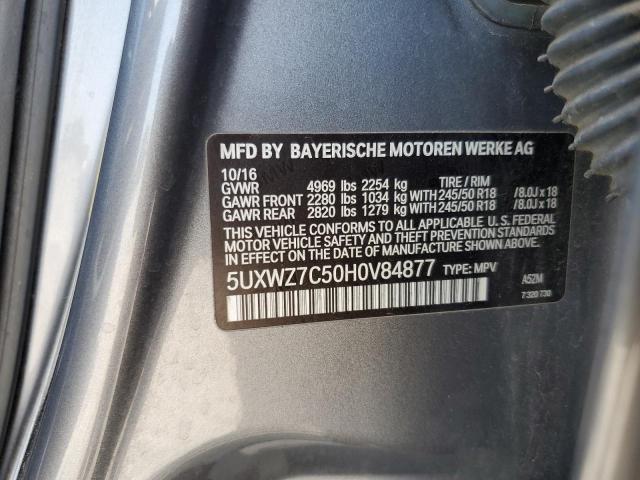 MFD BY BAYERISCHE MOTOREN WERKE AG
10/16
GVWR 4969 lbs 2254 kg TIRE / RIM
GAWR FRONT 2280 lbs 1034 kg WITH 245/50 R18 /8.0J x 18
GAWR REAR 2820 lbs 1279 kg WITH 245/50 R18 /8.0J x 18
THIS VEHICLE CONFORMS TO ALL APPLICABLE U. S. FEDERAL
MOTOR VEHICLE SAFETY AND THEFT PREVENTION STANDARDS
IN EFFECT ON THE DATE OF MANUFACTURE SHOWN ABOVE.
5UXWZ7C50H0V84877 TYPE: MPV
A52M
7 320 730